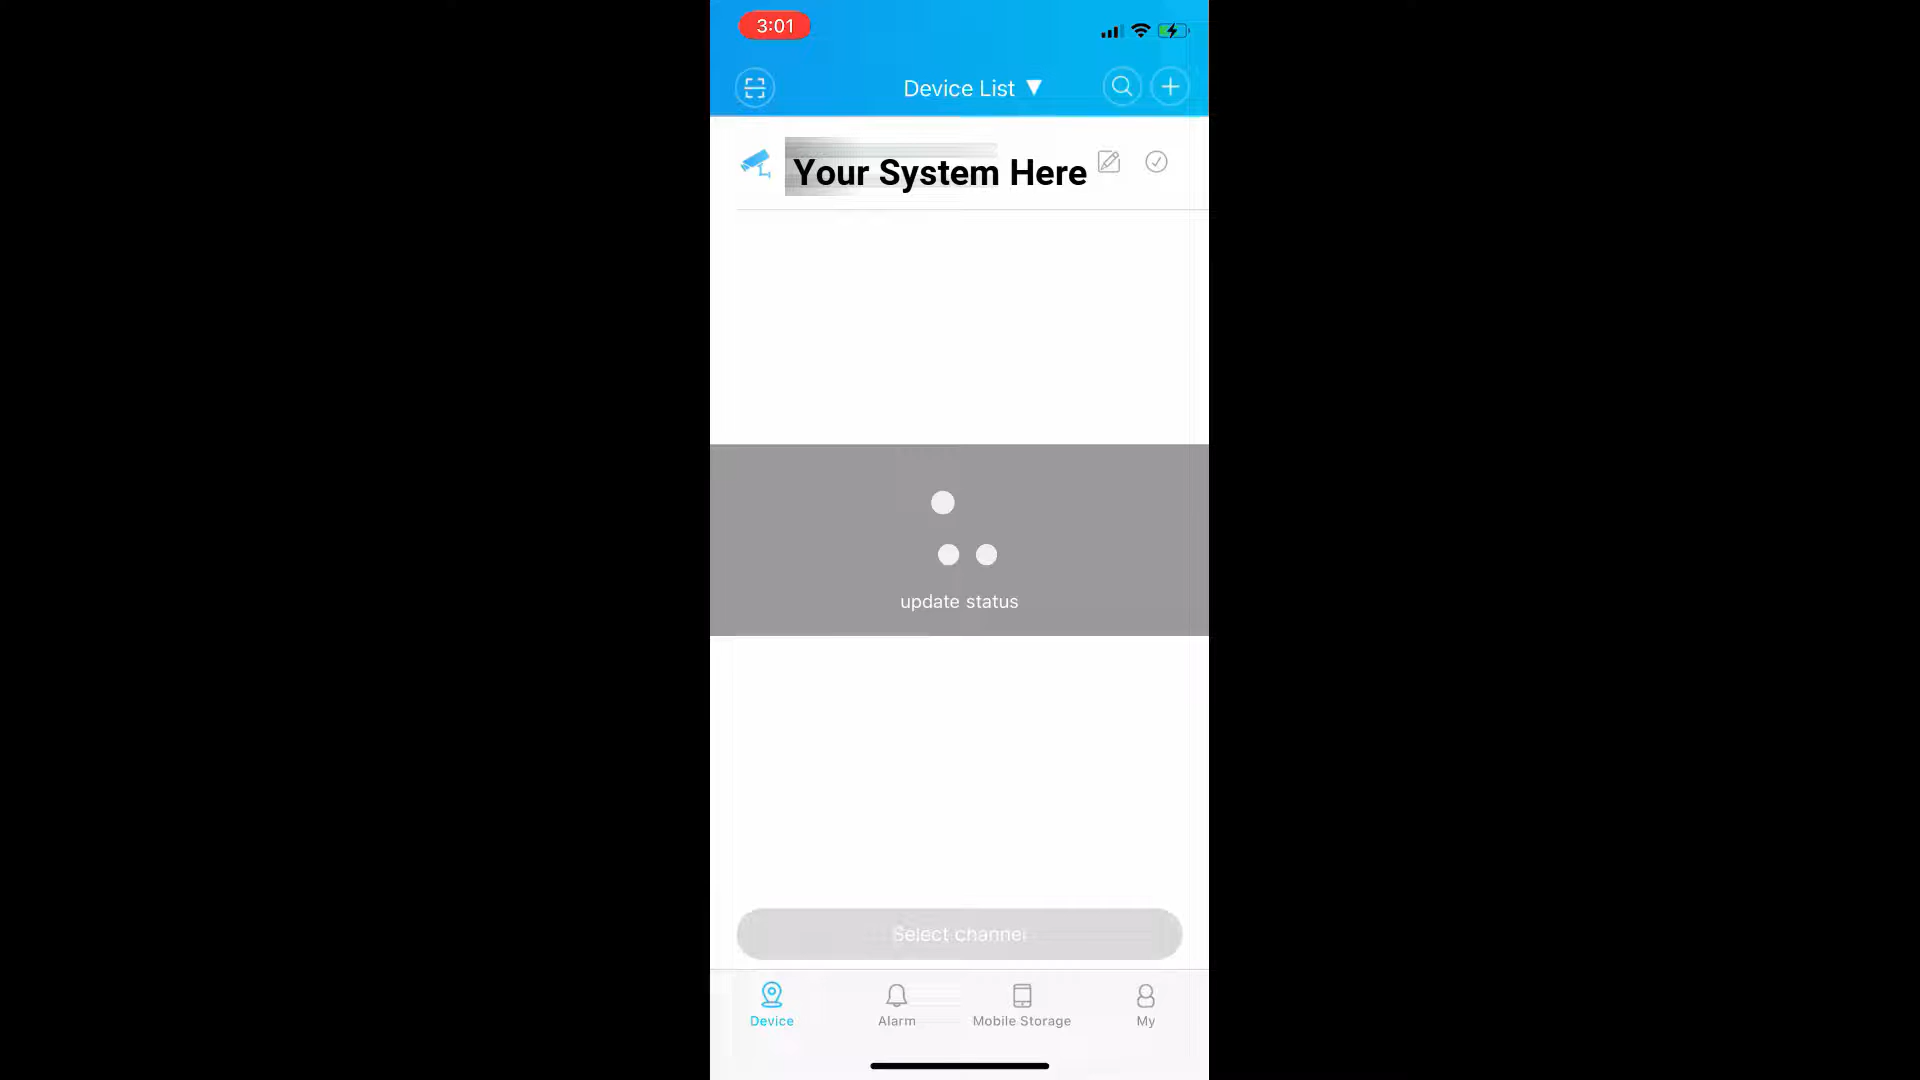 3:01
Device List ▼
Your System Here
update status
Select channel
Device
Alarm
Mobile Storage
My